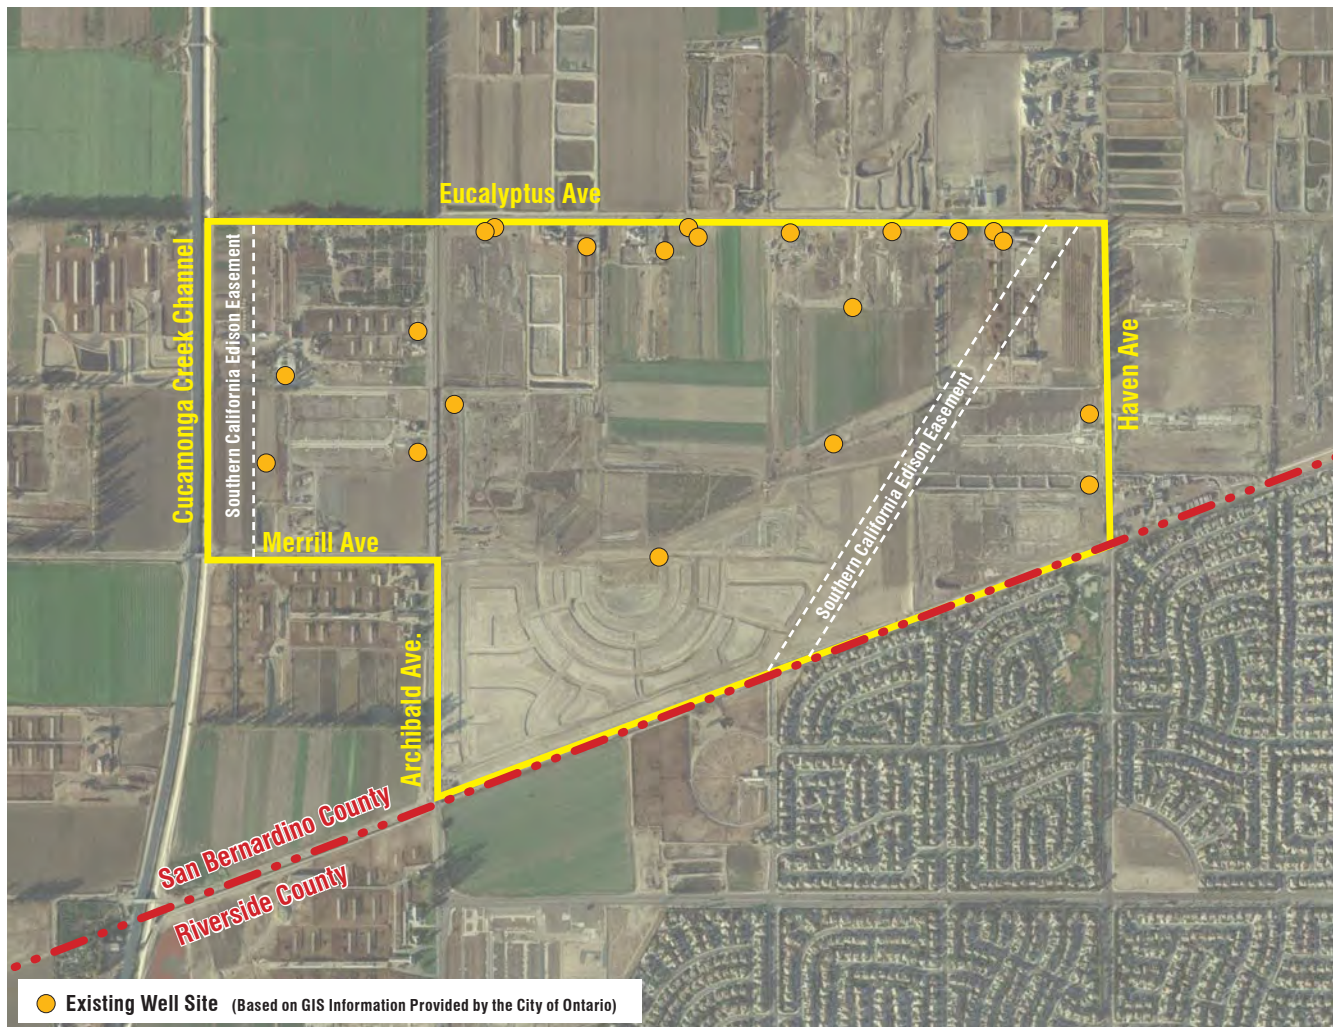 Eucalyptus Ave
Cucamonga Creek Channel
Southern California Edison Easement
Haven Ave
Southern California Edison Easement
Merrill Ave
Archibald Ave.
San Bernardino County
Riverside County
Existing Well Site (Based on GIS Information Provided by the City of Ontario)